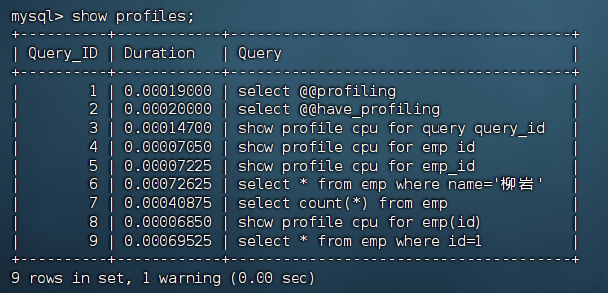 mysql> show profiles;
+----------+------------+-------------------------------------+
| Query_ID | Duration   | Query                               |
+----------+------------+-------------------------------------+
|        1 | 0.00019000 | select @@profiling                  |
|        2 | 0.00020000 | select @@have_profiling             |
|        3 | 0.00014700 | show profile cpu for query query_id |
|        4 | 0.00007050 | show profile cpu for emp id         |
|        5 | 0.00007225 | show profile cpu for emp_id         |
|        6 | 0.00072625 | select * from emp where name='柳岩'   |
|        7 | 0.00040875 | select count(*) from emp            |
|        8 | 0.00006850 | show profile cpu for emp(id)        |
|        9 | 0.00069525 | select * from emp where id=1        |
+----------+------------+-------------------------------------+
9 rows in set, 1 warning (0.00 sec)